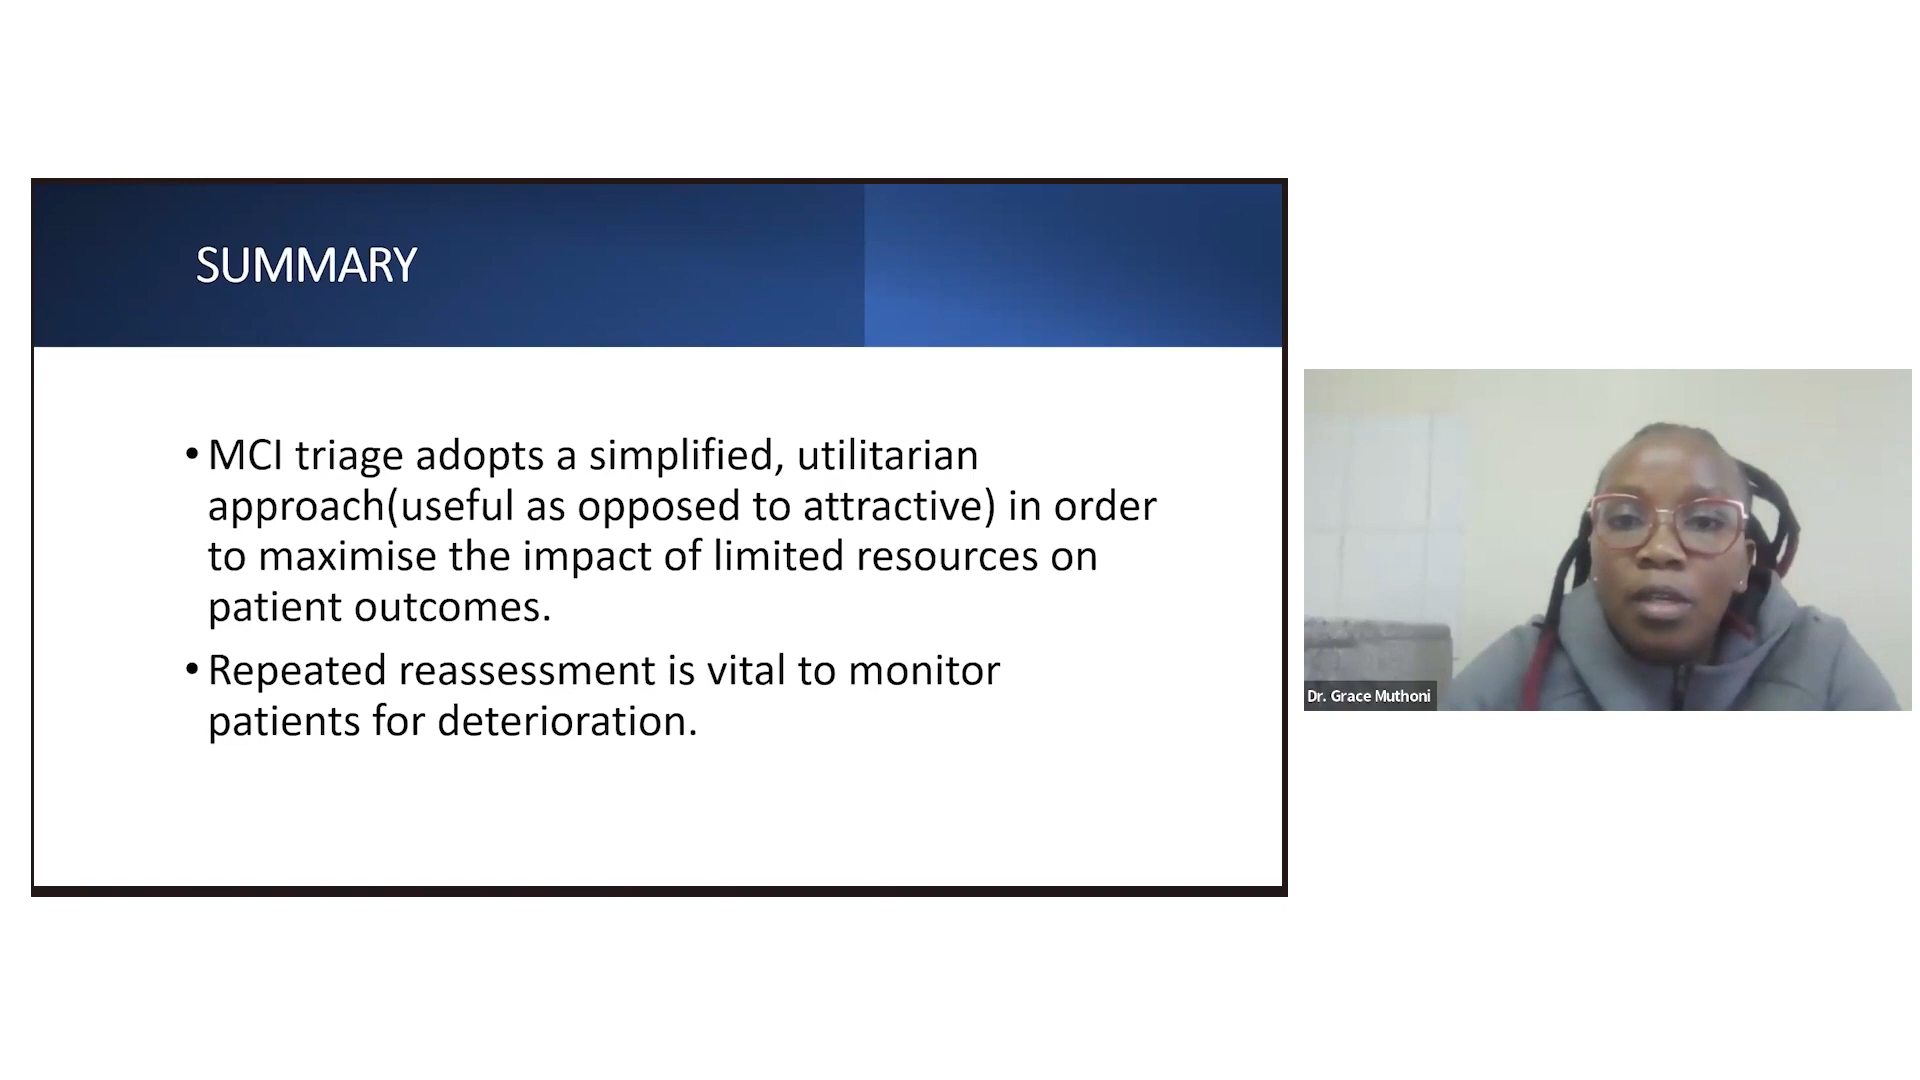 SUMMARY
• MCI triage adopts a simplified, utilitarian
approach(useful as opposed to attractive) in order
to maximise the impact of limited resources on
patient outcomes.
• Repeated reassessment is vital to monitor
patients for deterioration.
Dr. Grace Muthoni